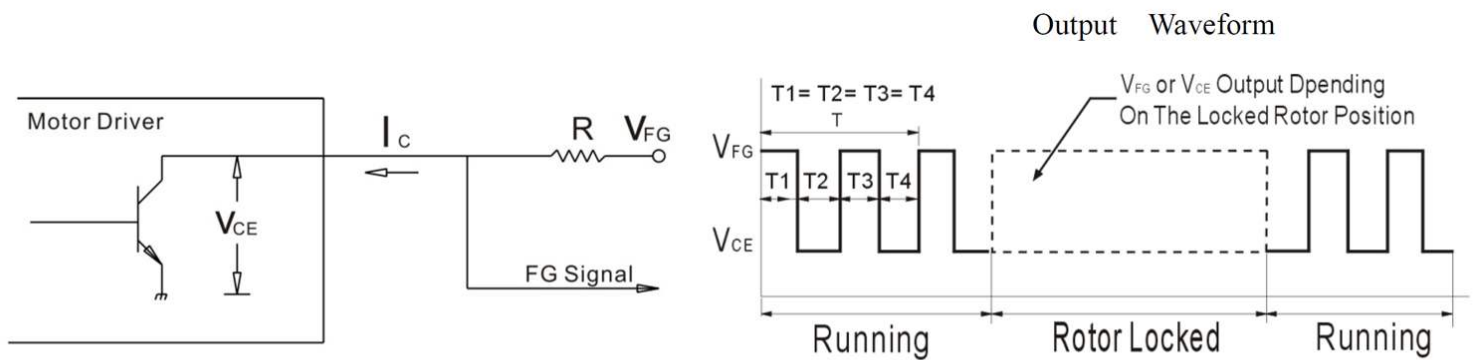 Output Waveform
Motor Driver
I C
R
VFG
VCE
FG Signal
T1= T2= T3= T4
T
VFG or VCE Output Dpending
On The Locked Rotor Position
VFG
T1
T2
T3
T4
VCE
Running
Rotor Locked
Running